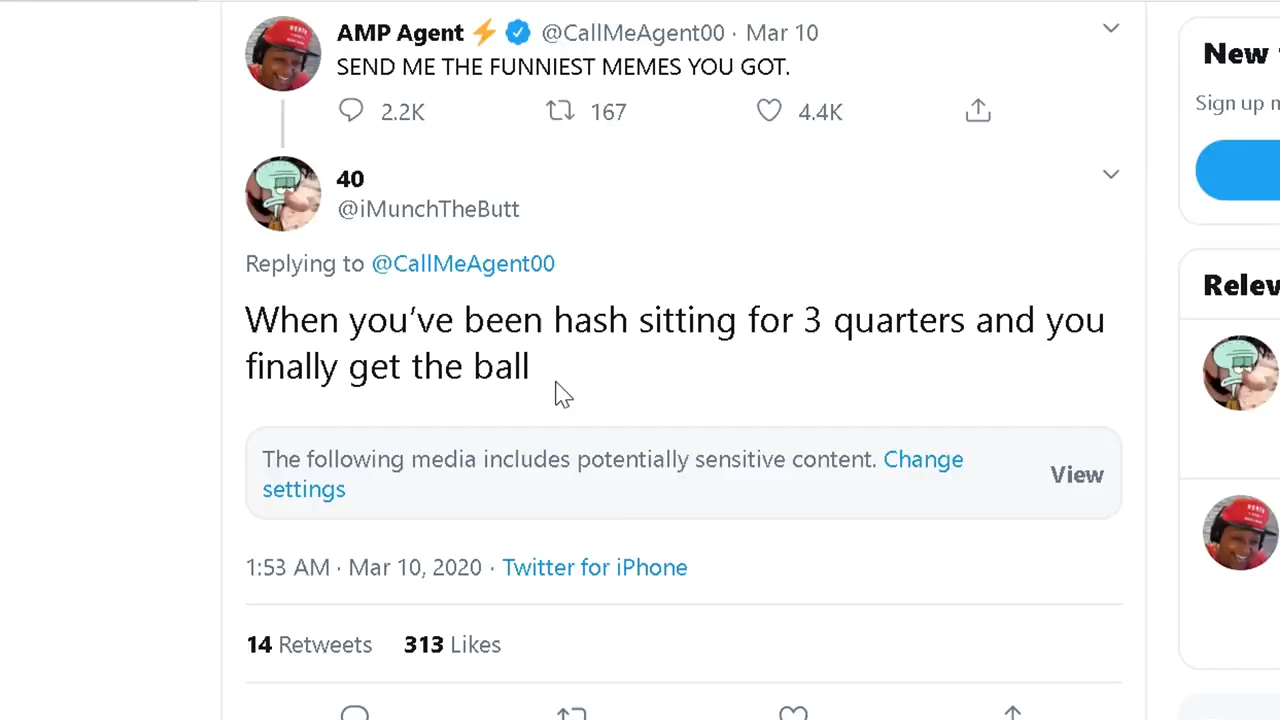 AMP Agent⚡ @CallMeAgent00 · Mar 10
SEND ME THE FUNNIEST MEMES YOU GOT.
2.2K 167 4.4K
40
@iMunchTheButt
Replying to @CallMeAgent00
When you’ve been hash sitting for 3 quarters and you
finally get the ball
The following media includes potentially sensitive content. Change
settings
View
1:53 AM · Mar 10, 2020 · Twitter for iPhone
14 Retweets 313 Likes
New
Sign up